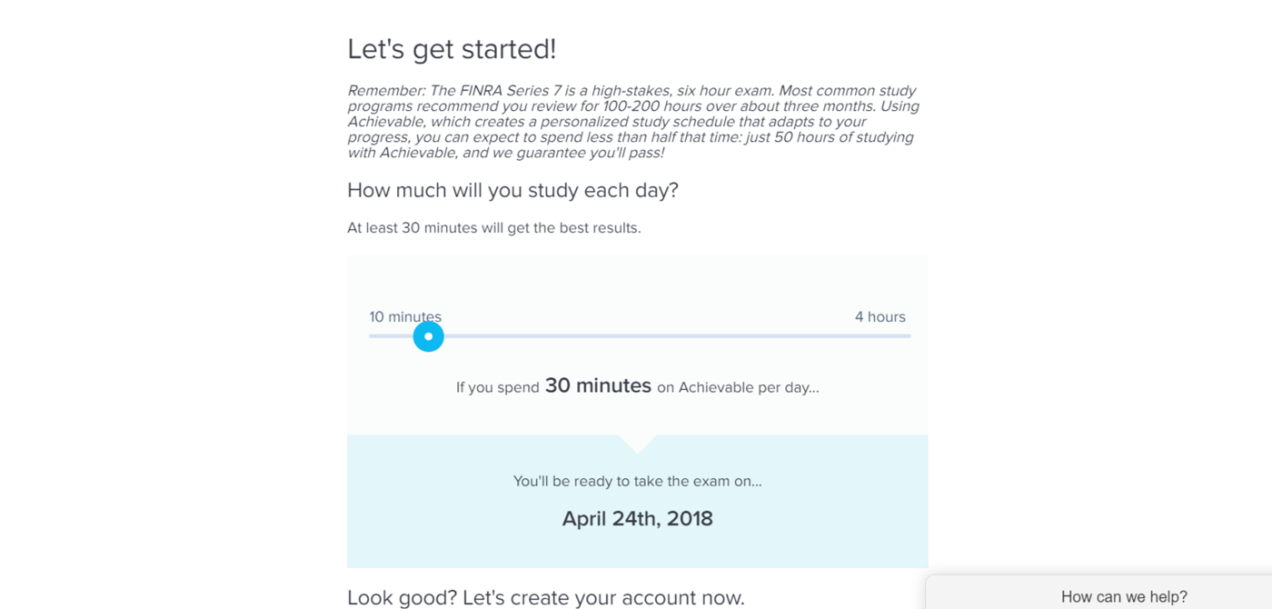 Let's get started!
Remember: The FINRA Series 7 is a high-stakes, six hour exam. Most common study
programs recommend you review for 100-200 hours over about three months. Using
Achievable, which creates a personalized study schedule that adapts to your
progress, you can expect to spend less than half that time: just 50 hours of studying
with Achievable, and we guarantee you'll pass!
How much will you study each day?
At least 30 minutes will get the best results.
10 minutes 4 hours
If you spend 30 minutes on Achievable per day...
You'll be ready to take the exam on...
April 24th, 2018
Look good? Let's create your account now.
How can we help?